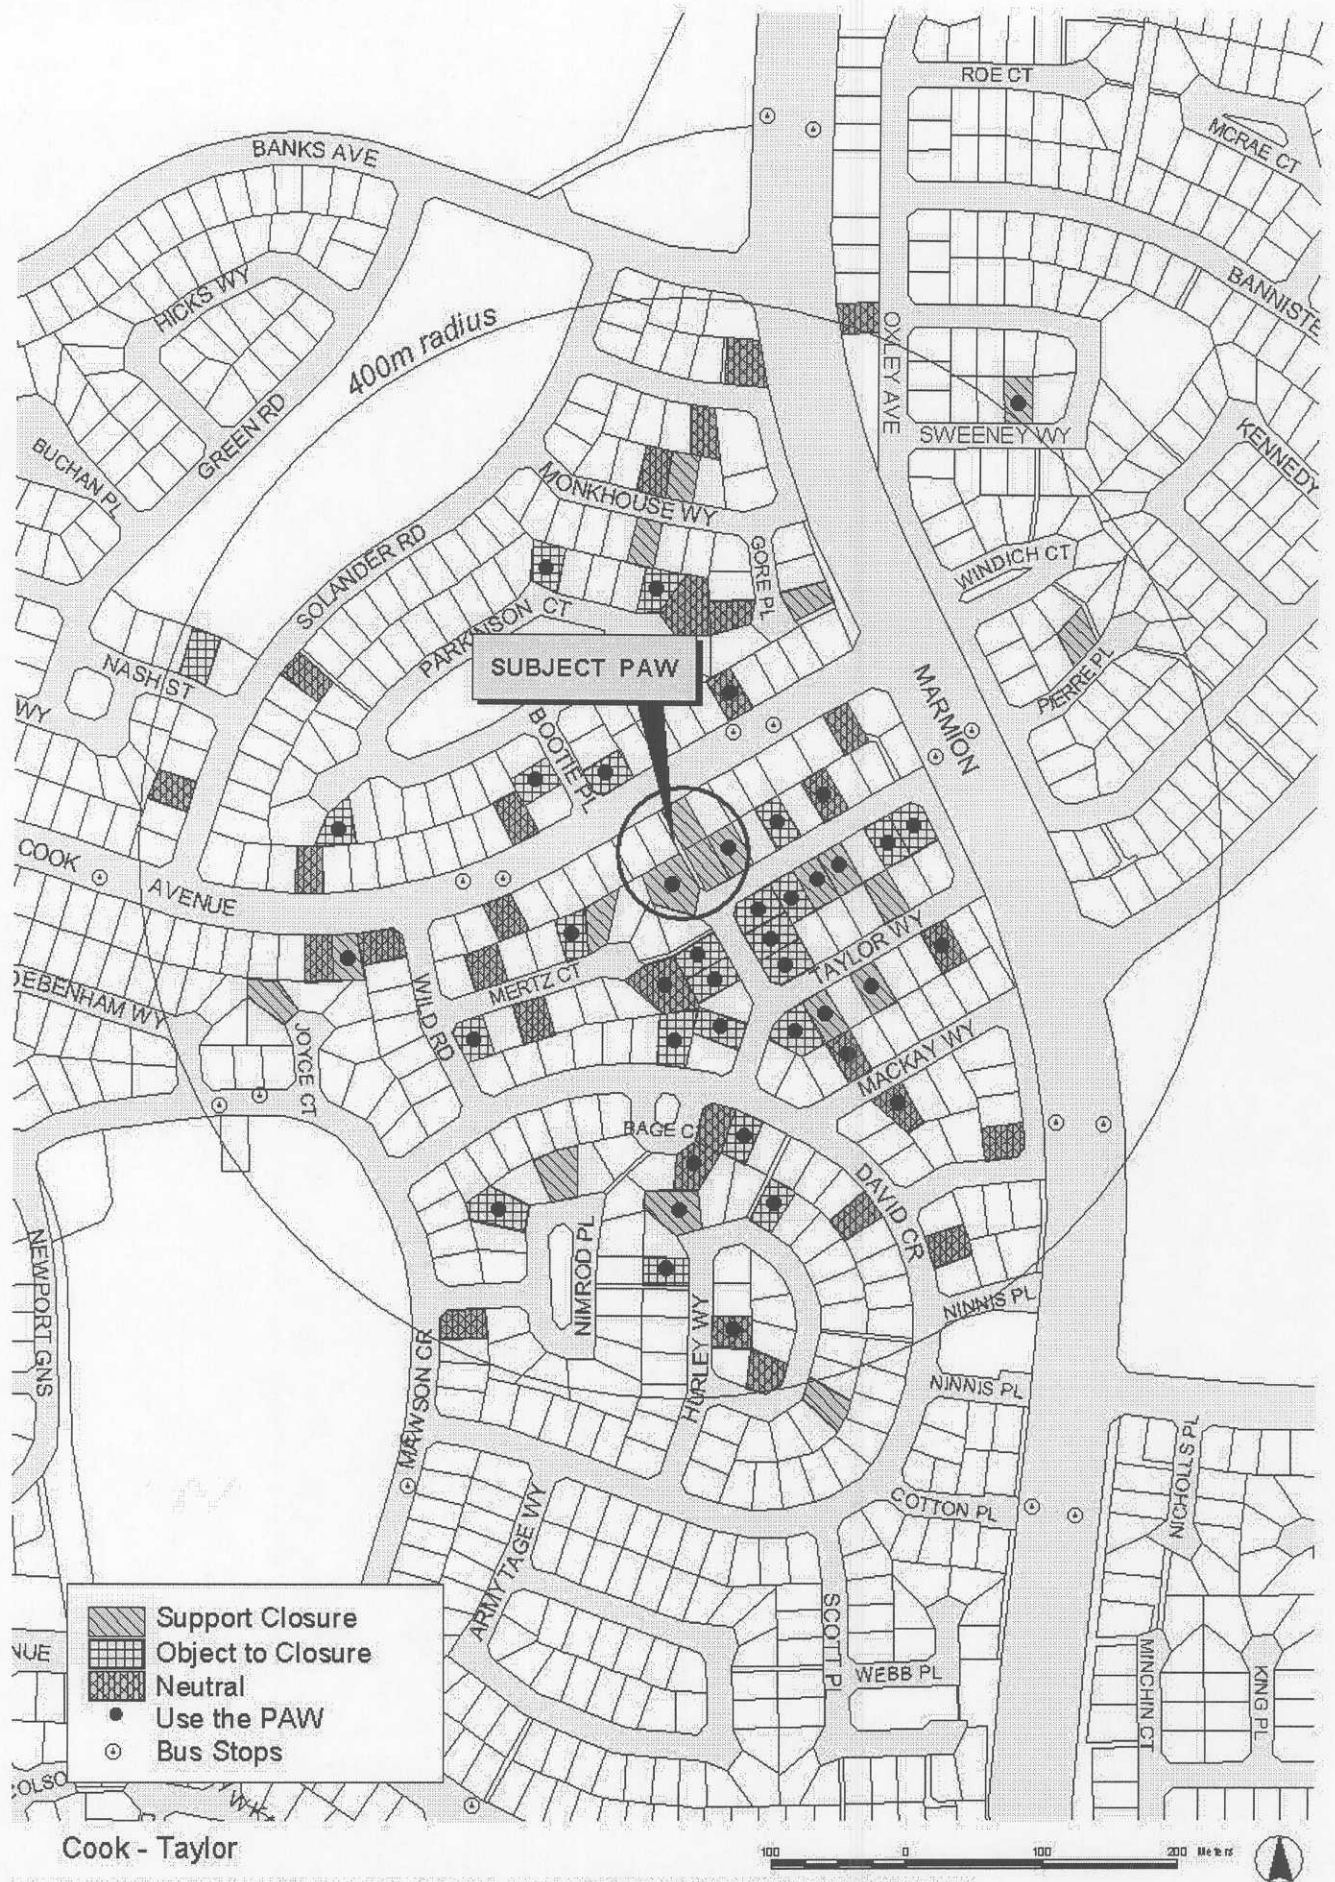 ROE CT
MCRAE CT
BANKS AVE
BANNISTE
HICKS WY
400m radius
OXLEY AVE
SWEENEY WY
KENNEDY
GREEN RD
BUCHAN PL
MONKHOUSE WY
SOLANDER RD
GORE PL
WINDICH CT
PARKINSON CT
NASH ST
SUBJECT PAW
PIERRE PL
MARMION
WY
BOOTIE PL
COOK
AVENUE
TAYLOR WY
DEBENHAM WY
MERTZ CT
WILD RD
JOYCE CT
MACKAY WY
BAGE C
DAVID CR
NEWPORT GNS
NIMROD PL
HURLEY WY
NINNIS PL
MAWSON CR
NINNIS PL
NICHOLLS PL
COTTON PL
ARMYTAGE WY
SCOTT PL
Support Closure
Object to Closure
Neutral
Use the PAW
Bus Stops
NUE
WEBB PL
MINCHIN CT
KING PL
COLSO
Cook - Taylor
100 0 100 200 Meters